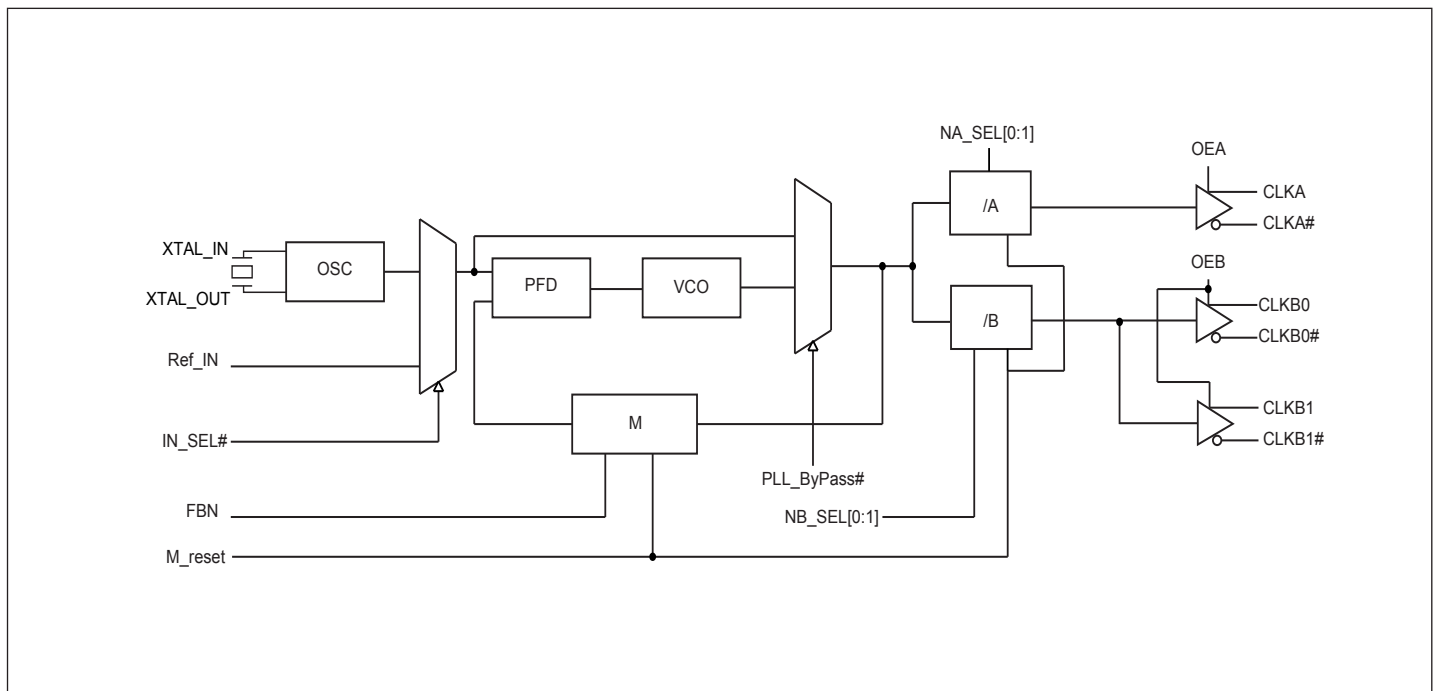 NA_SEL[0:1]
OEA
/A
CLKA
CLKA#
XTAL_IN
OSC
XTAL_OUT
PFD
VCO
OEB
/B
CLKB0
CLKB0#
Ref_IN
M
CLKB1
CLKB1#
IN_SEL#
PLL_ByPass#
FBN
NB_SEL[0:1]
M_reset